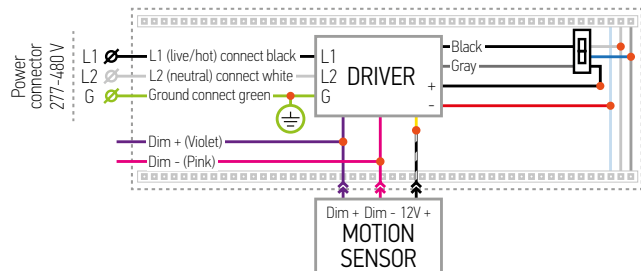 Power
connector
277-480 V
L1
L2
G
L1 (live/hot) connect black
L2 (neutral) connect white
Ground connect green
L1
L2
G
DRIVER
+
-
Black
Gray
Dim + (Violet)
Dim - (Pink)
Dim + Dim - 12V +
MOTION
SENSOR